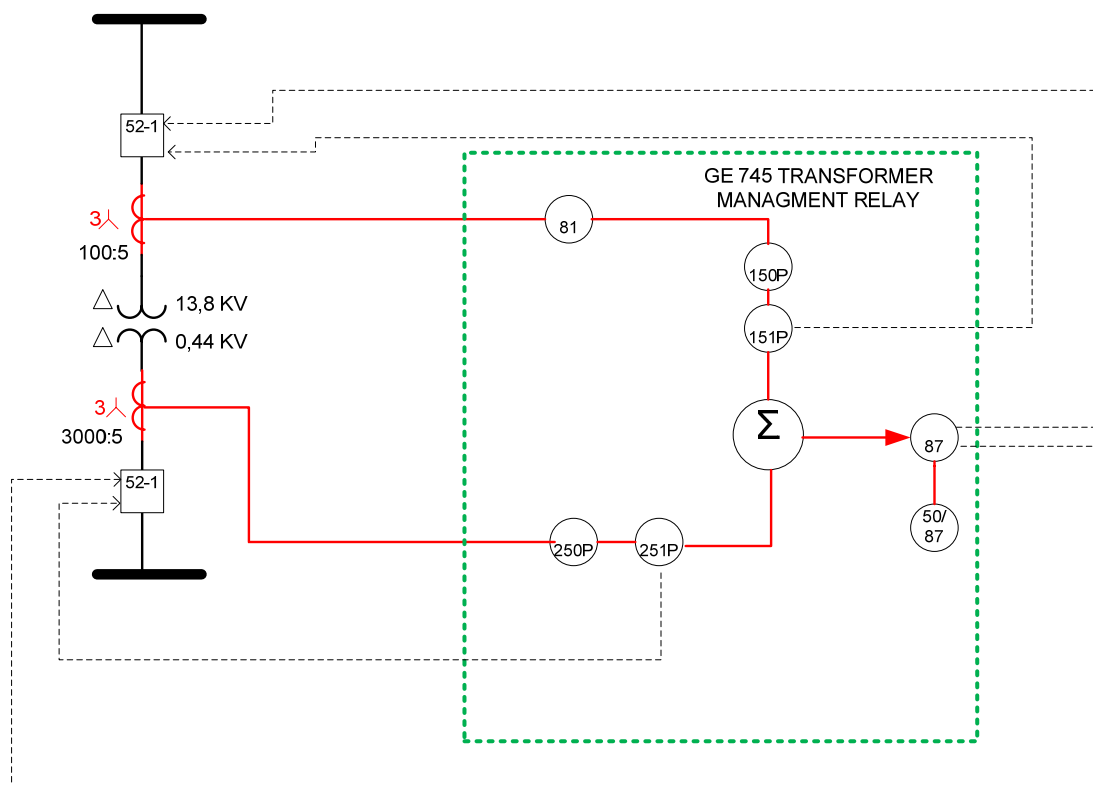 52-1
GE 745 TRANSFORMER
MANAGMENT RELAY
3
81
100:5
150P
13,8 KV
151P
0,44 KV
3
Σ
3000:5
87
52-1
50/
87
250P
251P